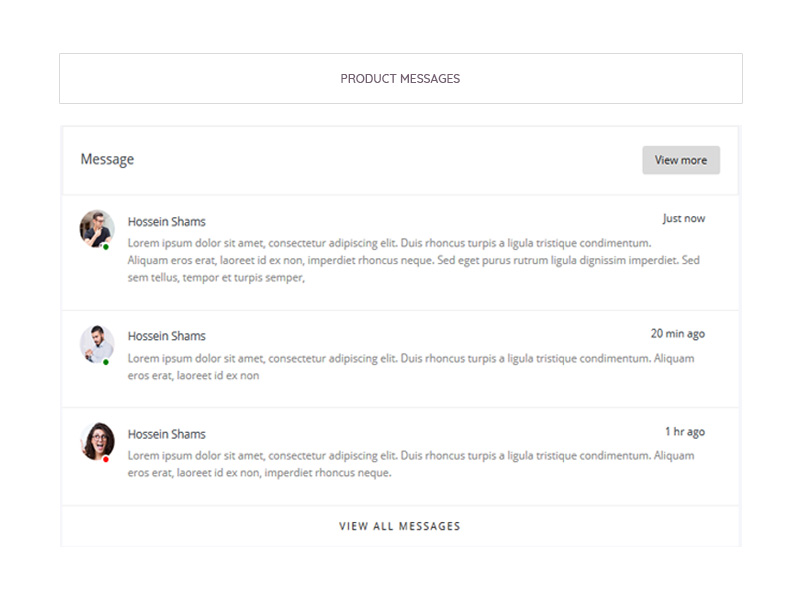 PRODUCT MESSAGES
Message
View more
Hossein Shams
Just now
Lorem ipsum dolor sit amet, consectetur adipiscing elit. Duis rhoncus turpis a ligula tristique condimentum.
Aliquam eros erat, laoreet id ex non, imperdiet rhoncus neque. Sed eget purus rutrum ligula dignissim imperdiet. Sed
sem tellus, tempor et turpis semper,
Hossein Shams
20 min ago
Lorem ipsum dolor sit amet, consectetur adipiscing elit. Duis rhoncus turpis a ligula tristique condimentum. Aliquam
eros erat, laoreet id ex non
Hossein Shams
1 hr ago
Lorem ipsum dolor sit amet, consectetur adipiscing elit. Duis rhoncus turpis a ligula tristique condimentum. Aliquam
eros erat, laoreet id ex non, imperdiet rhoncus neque.
VIEW ALL MESSAGES